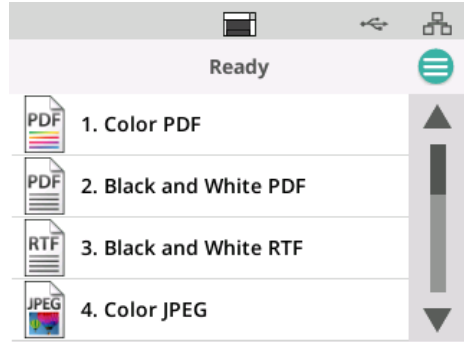 Ready
PDF
1. Color PDF
PDF
2. Black and White PDF
RTF
3. Black and White RTF
JPEG
4. Color JPEG